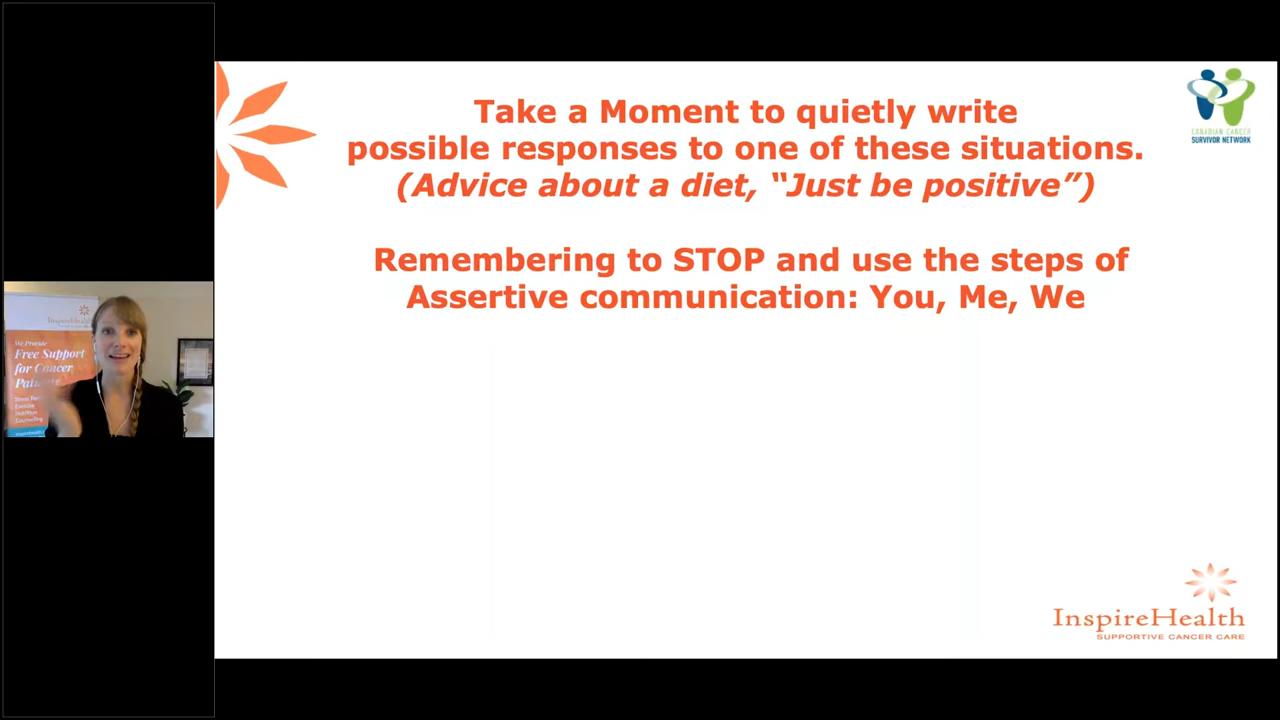 Take a Moment to quietly write
possible responses to one of these situations.
(Advice about a diet, “Just be positive”)
Remembering to STOP and use the steps of
Assertive communication: You, Me, We
CANADIAN CANCER
SURVIVOR NETWORK
InspireHealth
We Provide
Free Support
for Cancer
InspireHealth
SUPPORTIVE CANCER CARE